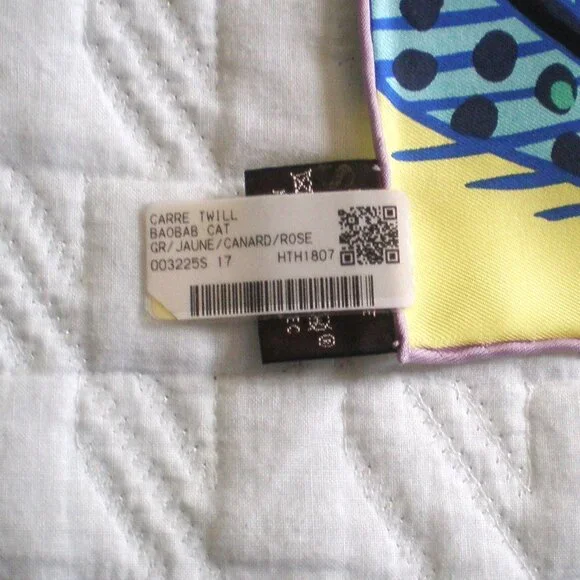 CARRE TWILL
BAOBAB CAT
GR/JAUNE/CANARD/ROSE
003225S 17 HTH1807